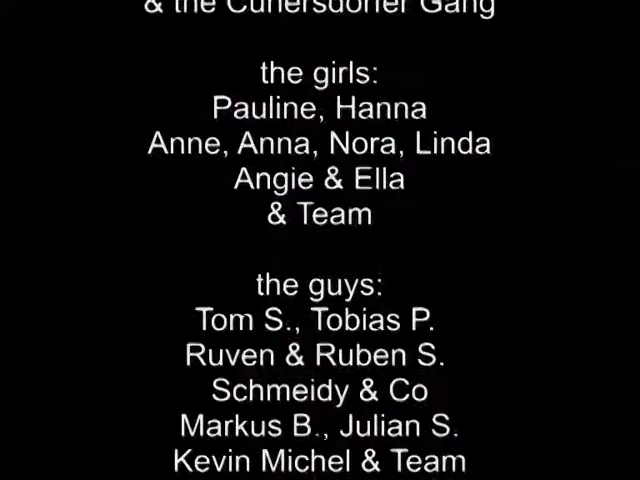 & the Cunersdorfer Gang
the girls:
Pauline, Hanna
Anne, Anna, Nora, Linda
Angie & Ella
& Team
the guys:
Tom S., Tobias P.
Ruven & Ruben S.
Schmeidy & Co
Markus B., Julian S.
Kevin Michel & Team